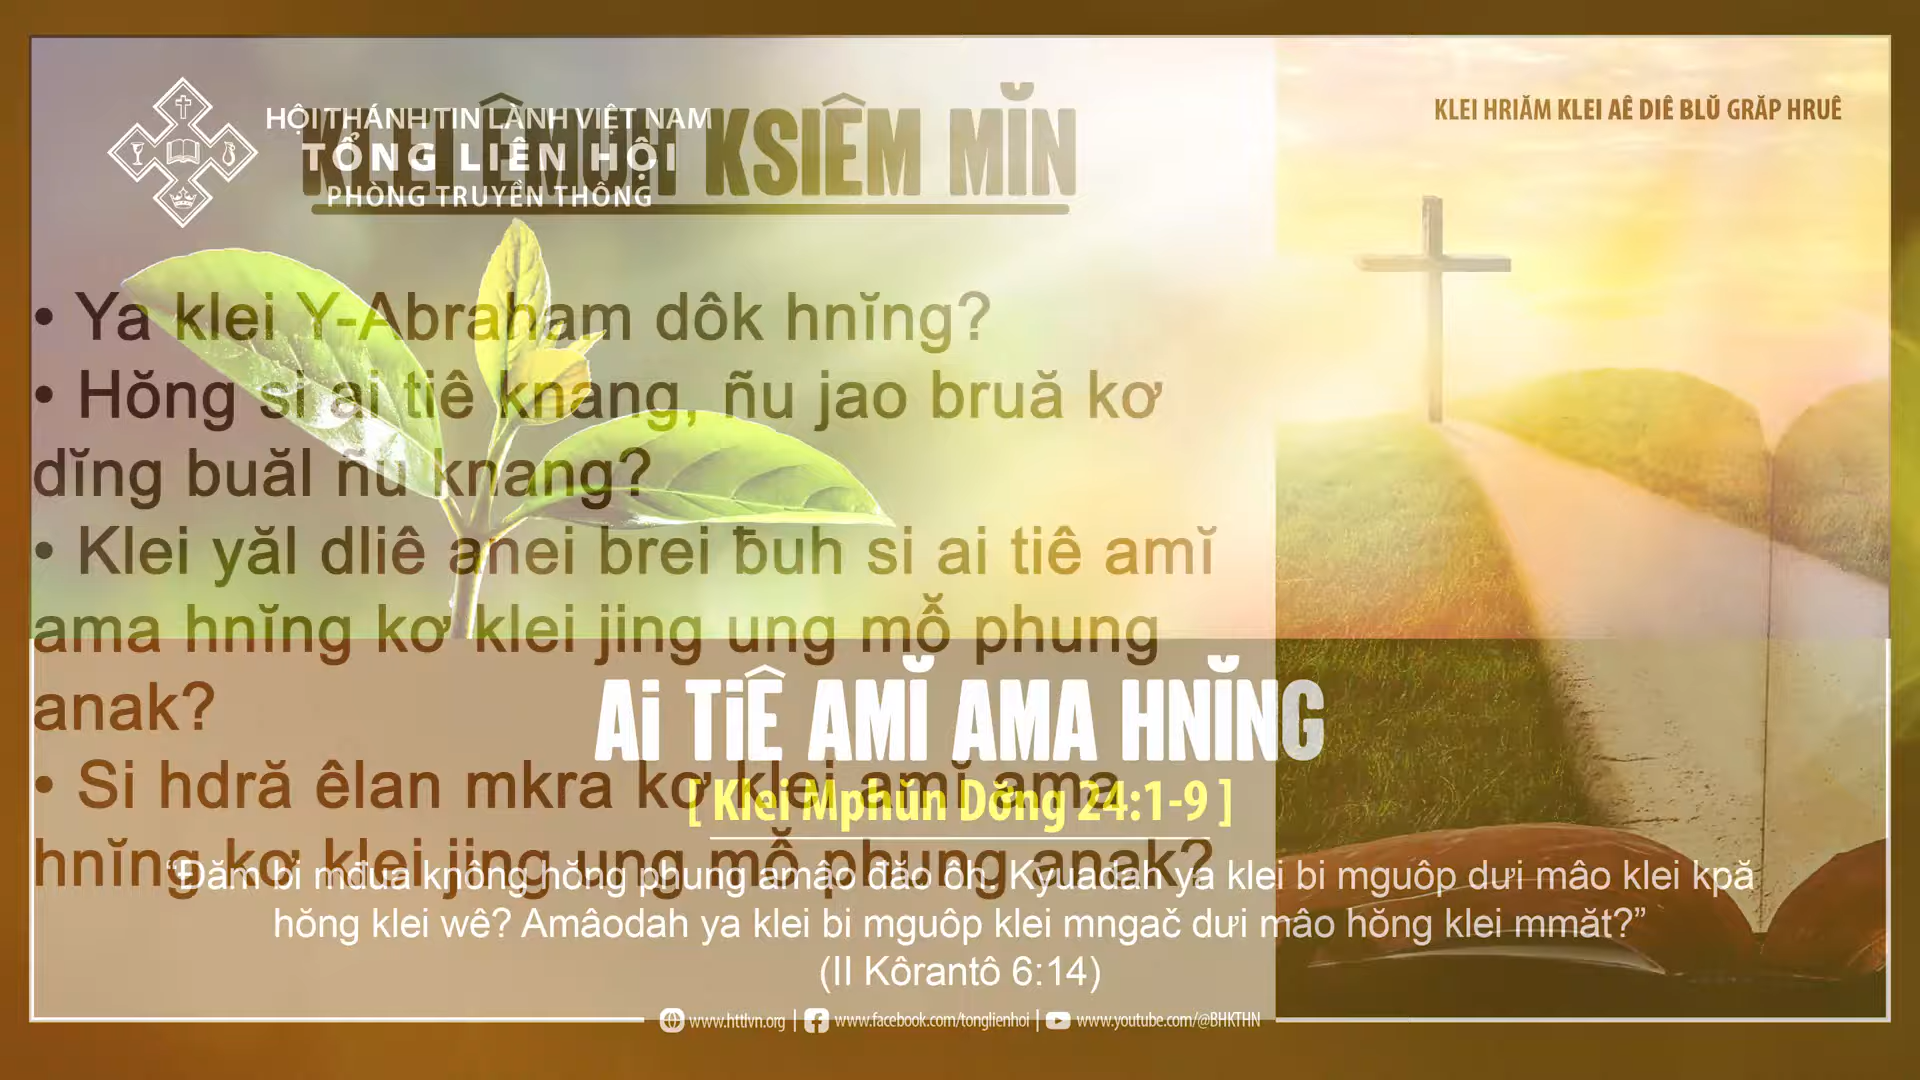 HỘI THÁNH TIN LÀNH VIỆT NAM
TỔNG LIÊN HỘI
PHÒNG TRUYỀN THÔNG
KLEI ÊMUH KSIÊM MĬN
KLEI HRIĂM KLEI AÊ DIÊ BLŬ GRĂP HRUÊ
• Ya klei Y-Abraham dôk hnĭng?
• Hŏng si ai tiê knang, ñu jao bruă kơ
dĭng buăl ñu knang?
• Klei yăl dliê anei brei ƀuh si ai tiê amĭ
ama hnĭng kơ klei jing ung mỗ phung
anak?
• Si hdră êlan mkra kơ klei amĭ ama
hnĭng kơ klei jing ung mỗ phung anak?
Ai TiÊ AMĬ AMA HNĬNG
[ Klei Mphŭn Dơ̆ng 24:1-9 ]
“Đăm bi mđua knông hŏng phung amâo đăo ôh. Kyuadah ya klei bi mguôp dưi mâo klei kpă
hŏng klei wê? Amâodah ya klei bi mguôp klei mngač dưi mâo hŏng klei mmăt?”
(II Kôrantô 6:14)
www.httlvn.org | www.facebook.com/tonglienhoi | www.youtube.com/@BHKTHN